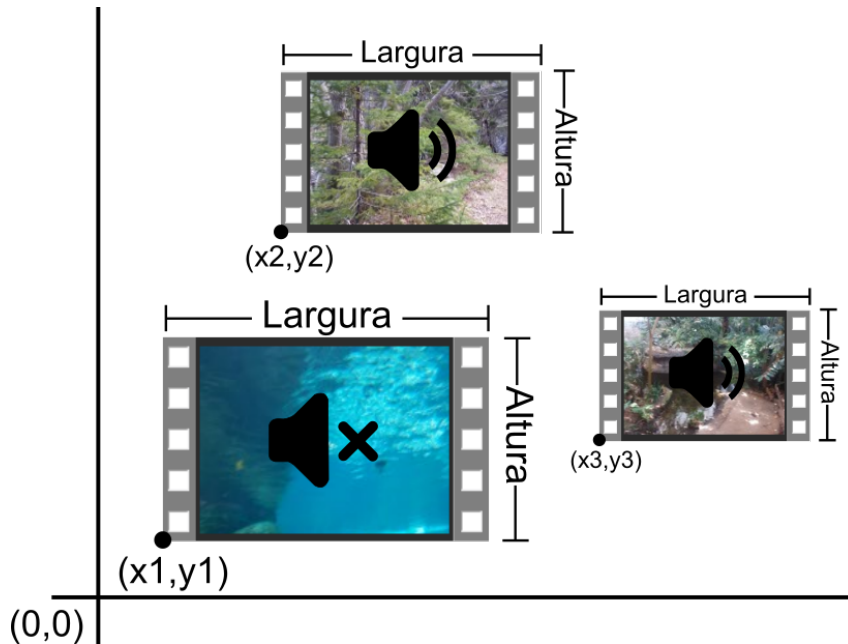 Largura
Altura
(x2,y2)
Largura
Altura
(x1,y1)
Largura
Altura
(x3,y3)
(0,0)